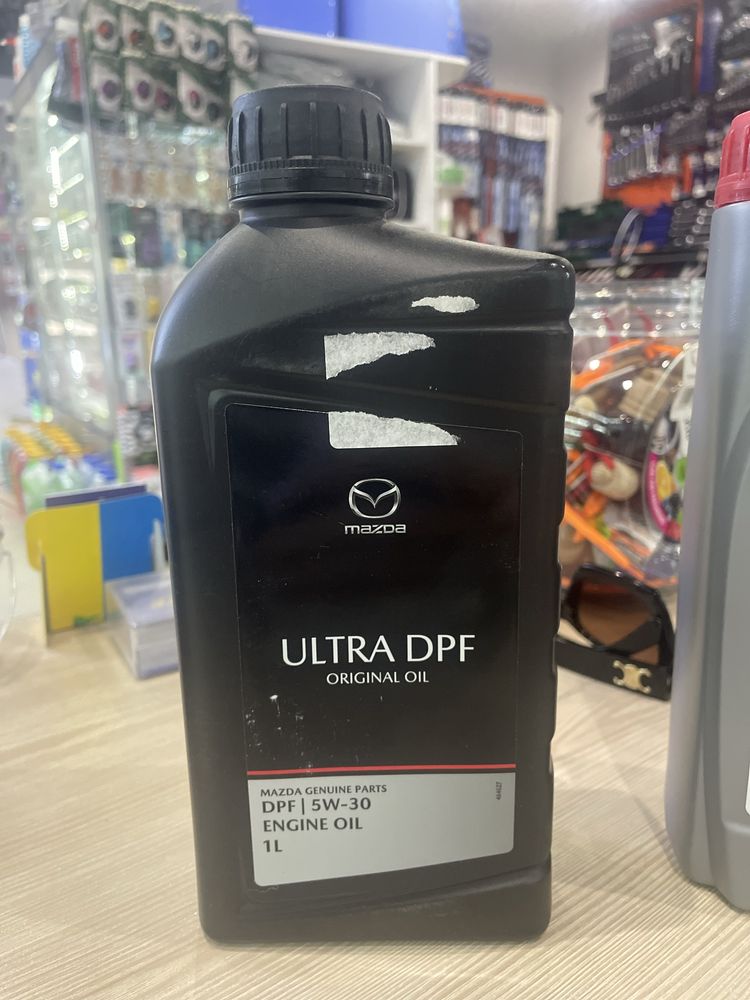 mazda
ULTRA DPF
ORIGINAL OIL
MAZDA GENUINE PARTS
DPF | 5W-30
ENGINE OIL
1L